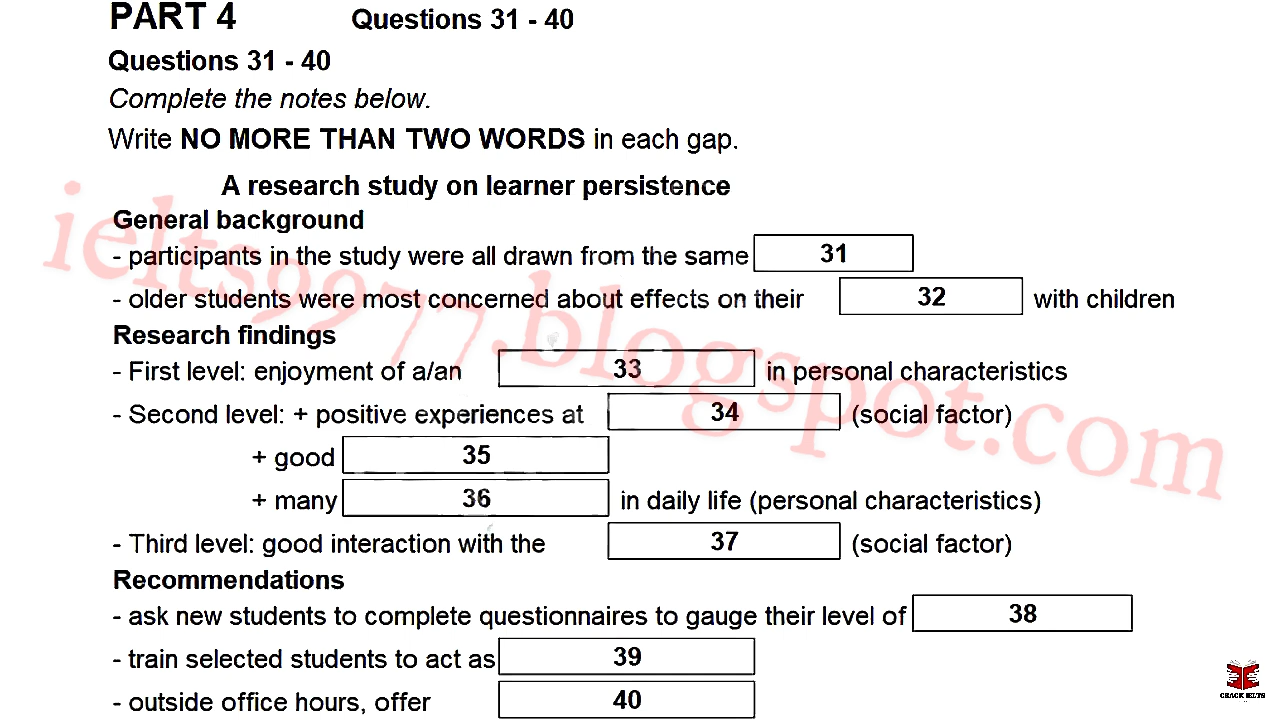 PART 4 Questions 31 - 40
Questions 31 - 40
Complete the notes below.
Write NO MORE THAN TWO WORDS in each gap.
A research study on learner persistence
General background
- participants in the study were all drawn from the same 31
- older students were most concerned about effects on their 32 with children
Research findings
- First level: enjoyment of a/an 33 in personal characteristics
- Second level: + positive experiences at 34 (social factor)
+ good 35
+ many 36 in daily life (personal characteristics)
- Third level: good interaction with the 37 (social factor)
Recommendations
- ask new students to complete questionnaires to gauge their level of 38
- train selected students to act as 39
- outside office hours, offer 40
ielts9977.blogspot.com
CRACK IELTS